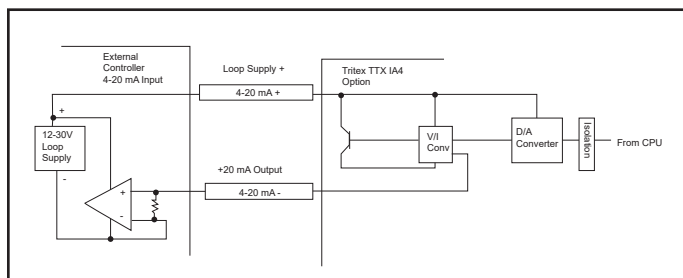 External
Controller
4-20 mA Input
Loop Supply +
4-20 mA +
Tritex TTX IA4
Option
+
12-30V
Loop
Supply
-
V/I
Conv
D/A
Converter
Isolation
From CPU
+20 mA Output
4-20 mA -
+
-